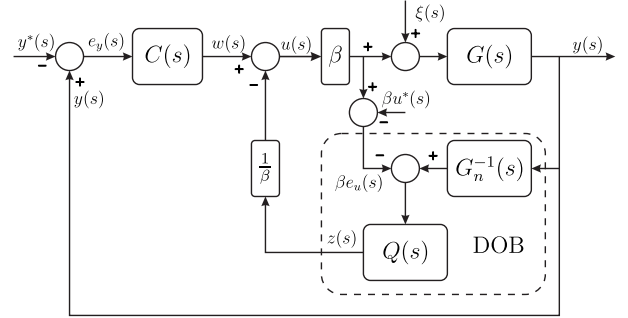 ξ(s)
y*(s) e_y(s) C(s) w(s) u(s) β G(s) y(s)
− + + − + + +
y(s)
+ βu*(s)
−
1/β
− + G_n^{-1}(s)
βe_u(s)
z(s) Q(s) DOB